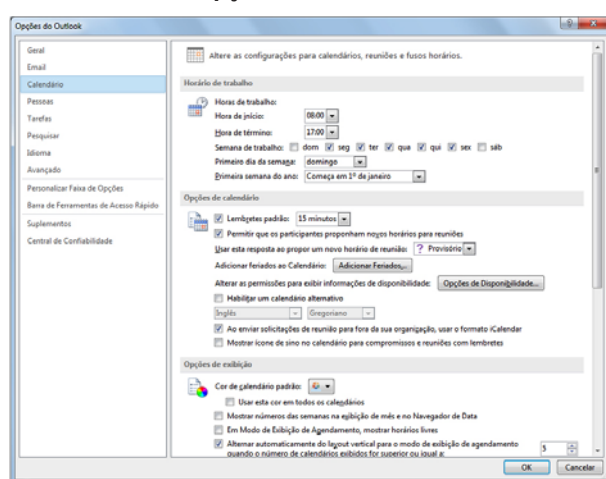 Opções do Outlook
Geral
Email
Calendário
Pessoas
Tarefas
Pesquisar
Idioma
Avançado
Personalizar Faixa de Opções
Barra de Ferramentas de Acesso Rápido
Suplementos
Central de Confiabilidade
Altere as configurações para calendários, reuniões e fusos horários.
Horário de trabalho
Horas de trabalho:
Hora de início: 08:00
Hora de término: 17:00
Semana de trabalho: dom seg ter qua qui sex sáb
Primeiro dia da semana: domingo
Primeira semana do ano: Começa em 1º de janeiro
Opções de calendário
Lembretes padrão: 15 minutos
Permitir que os participantes proponham novos horários para reuniões
Usar esta resposta ao propor um novo horário de reunião: ? Provisório
Adicionar feriados ao Calendário: Adicionar Feriados...
Alterar as permissões para exibir informações de disponibilidade: Opções de Disponibilidade...
Habilitar um calendário alternativo
Inglês Gregoriano
Ao enviar solicitações de reunião para fora da sua organização, usar o formato iCalendar
Mostrar ícone de sino no calendário para compromissos e reuniões com lembretes
Opções de exibição
Cor de calendário padrão:
Usar esta cor em todos os calendários
Mostrar números das semanas na exibição de mês e no Navegador de Data
Em Modo de Exibição de Agendamento, mostrar horários livres
Alternar automaticamente do layout vertical para o modo de exibição de agendamento 5
quando o número de calendários exibidos for superior ou igual a:
OK Cancelar